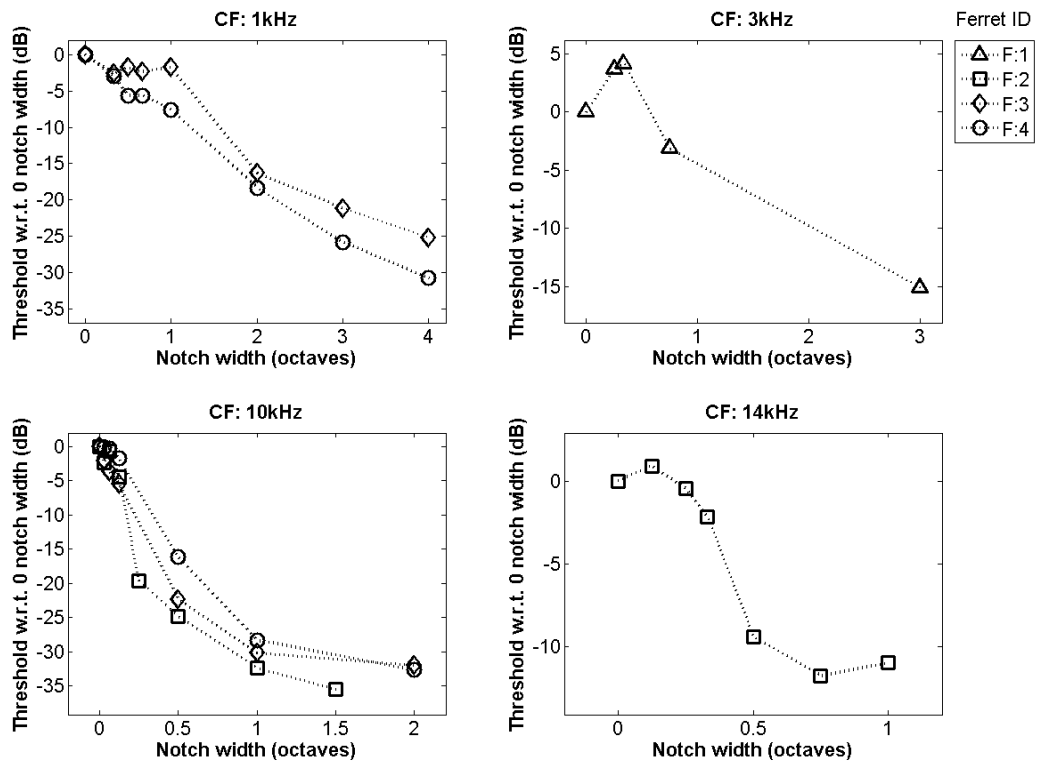 CF: 1kHz
Threshold w.r.t. 0 notch width (dB)
0
-5
-10
-15
-20
-25
-30
-35
0 1 2 3 4
Notch width (octaves)
CF: 3kHz
Threshold w.r.t. 0 notch width (dB)
5
0
-5
-10
-15
0 1 2 3
Notch width (octaves)
Ferret ID
F:1
F:2
F:3
F:4
CF: 10kHz
Threshold w.r.t. 0 notch width (dB)
0
-5
-10
-15
-20
-25
-30
-35
0 0.5 1 1.5 2
Notch width (octaves)
CF: 14kHz
Threshold w.r.t. 0 notch width (dB)
0
-5
-10
0 0.5 1
Notch width (octaves)